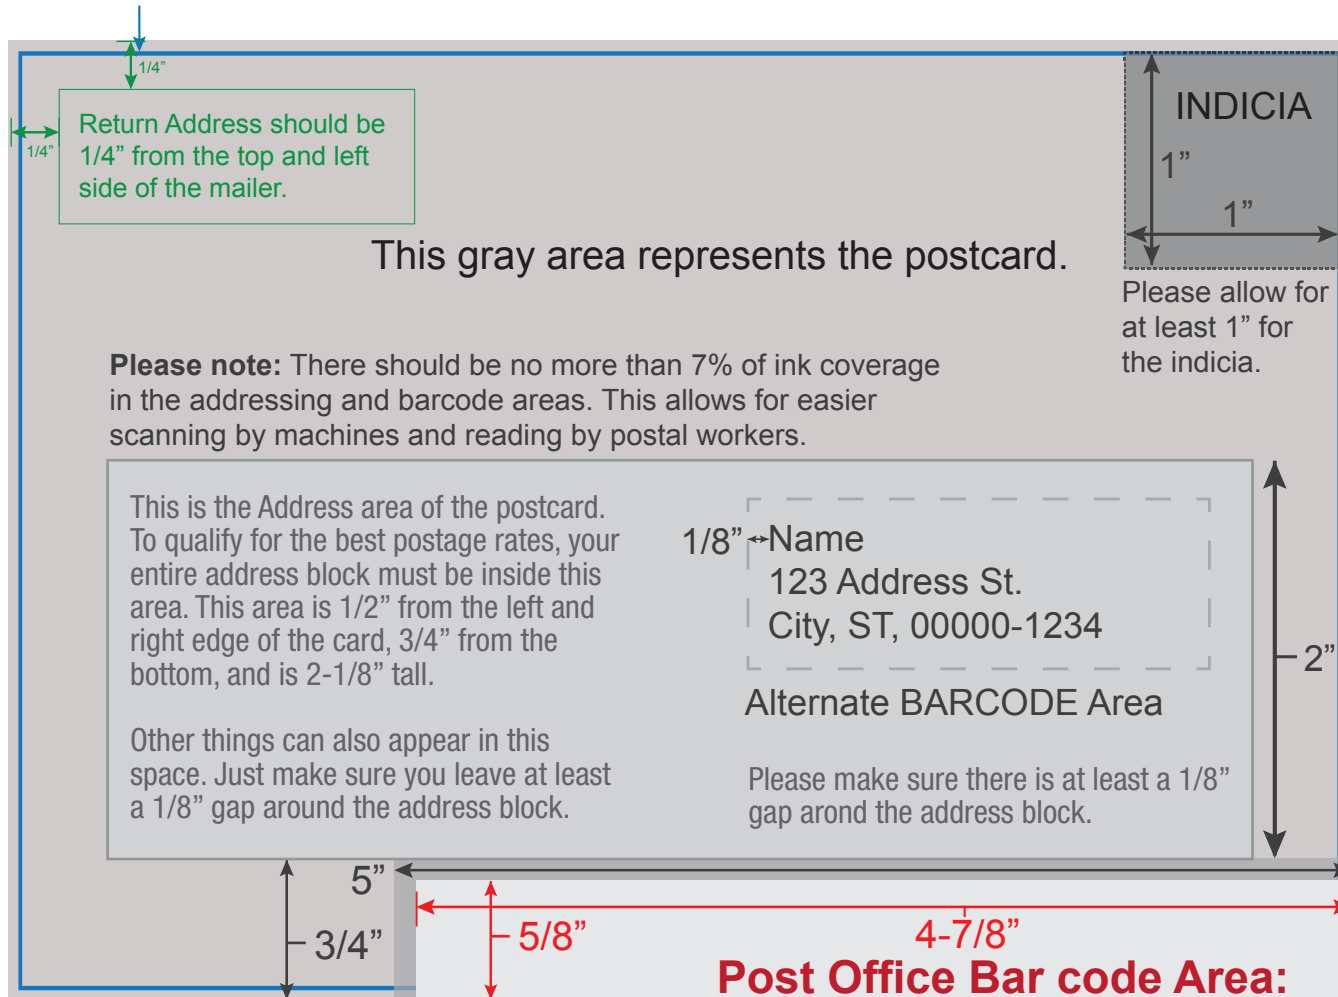 1/4”
1/4”
Return Address should be
1/4” from the top and left
side of the mailer.
INDICIA
1”
1”
This gray area represents the postcard.
Please allow for
at least 1” for
the indicia.
Please note: There should be no more than 7% of ink coverage
in the addressing and barcode areas. This allows for easier
scanning by machines and reading by postal workers.
This is the Address area of the postcard.
To qualify for the best postage rates, your
entire address block must be inside this
area. This area is 1/2” from the left and
right edge of the card, 3/4” from the
bottom, and is 2-1/8” tall.
Other things can also appear in this
space. Just make sure you leave at least
a 1/8” gap around the address block.
1/8”
Name
123 Address St.
City, ST, 00000-1234
Alternate BARCODE Area
Please make sure there is at least a 1/8”
gap arond the address block.
2”
5”
3/4”
5/8”
4-7/8”
Post Office Bar code Area: